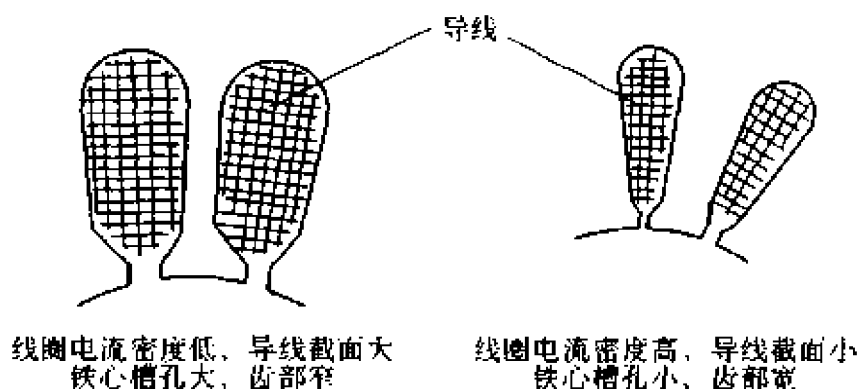 导线
线圈电流密度低、导线截面大
铁心槽孔大、齿部窄
线圈电流密度高、导线截面小
铁心槽孔小、齿部宽